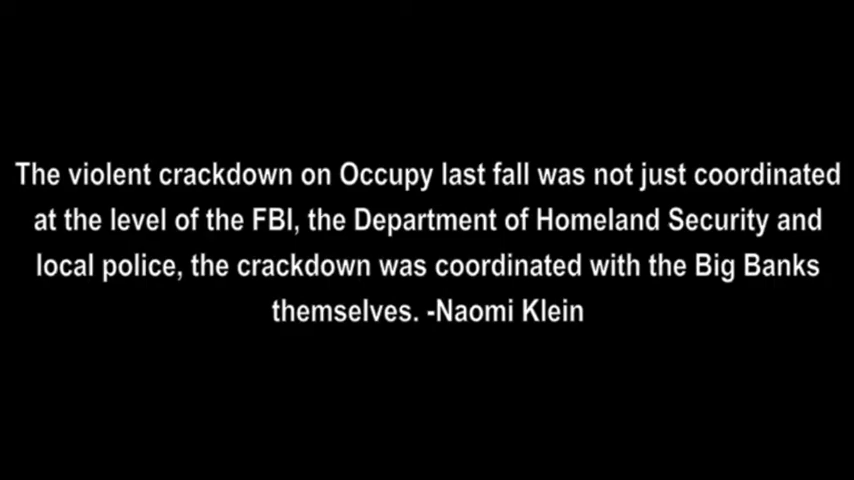 The violent crackdown on Occupy last fall was not just coordinated
at the level of the FBI, the Department of Homeland Security and
local police, the crackdown was coordinated with the Big Banks
themselves. -Naomi Klein